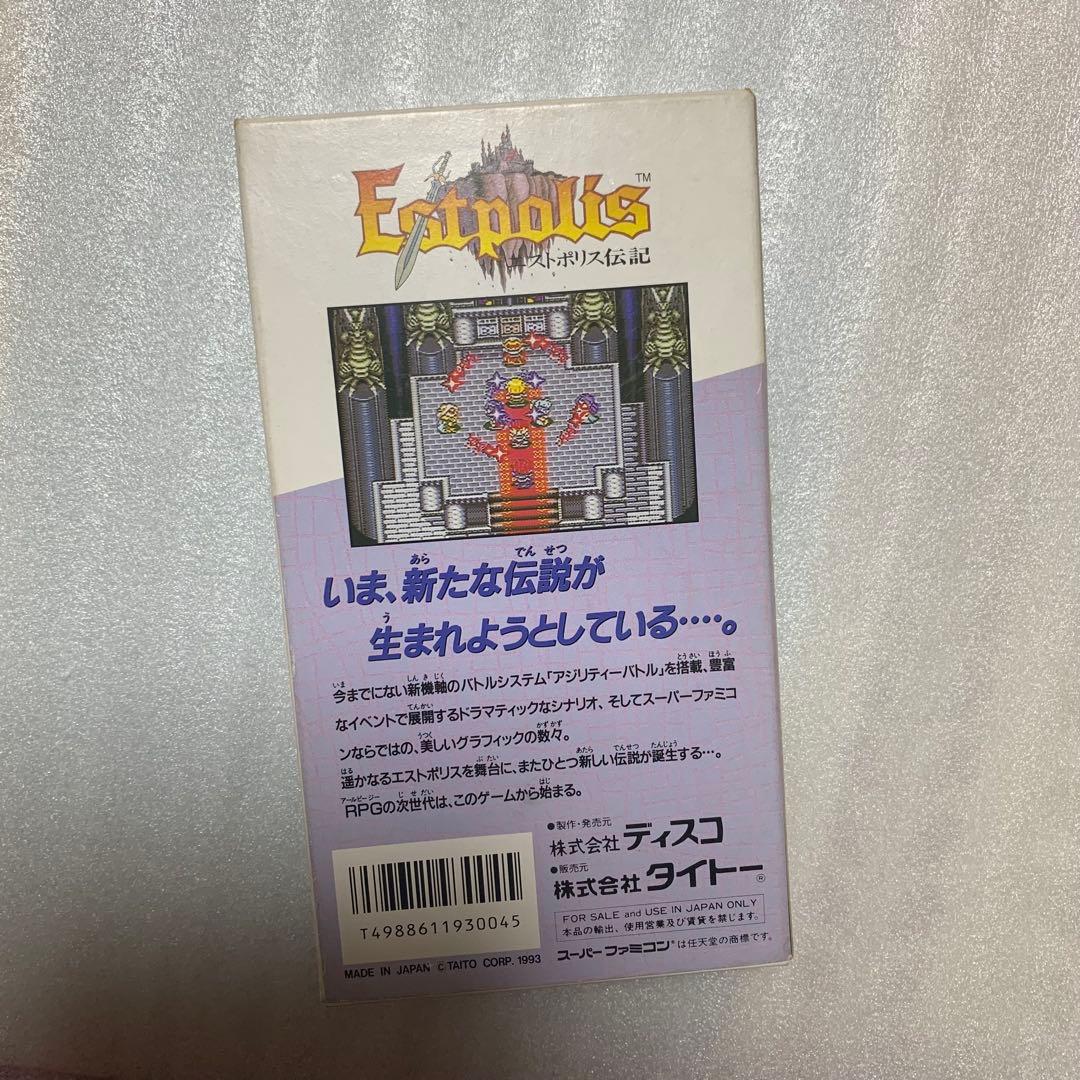 Estpolis™
エストポリス伝記
いま、新たな伝説が
生まれようとしている‥‥。
今までにない新機軸のバトルシステム「アジリティーバトル」を搭載、豊富
なイベントで展開するドラマティックなシナリオ、そしてスーパーファミコ
ンならではの、美しいグラフィックの数々。
遥かなるエストポリスを舞台に、またひとつ新しい伝説が誕生する…。
RPGの次世代は、このゲームから始まる。
●製作・発売元
株式会社 ディスコ
●販売元
株式会社 タイトー®
FOR SALE and USE IN JAPAN ONLY
本品の輸出、使用営業及び賃貸を禁じます。
スーパーファミコン®は任天堂の商標です。
T4988611930045
MADE IN JAPAN © TAITO CORP. 1993